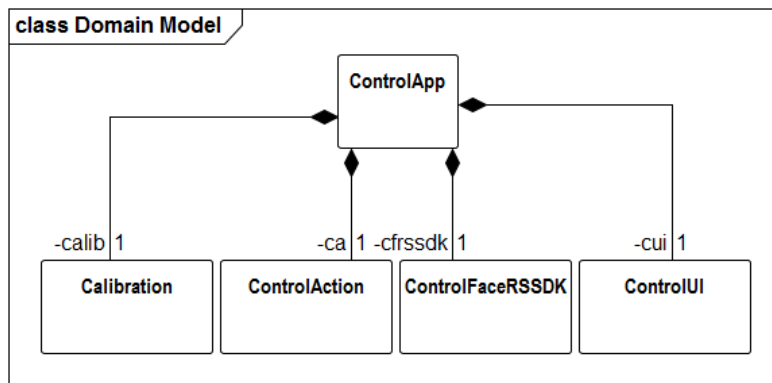 class Domain Model
ControlApp
-calib 1
-ca 1
-cfrssdk 1
-cui 1
Calibration
ControlAction
ControlFaceRSSDK
ControlUI